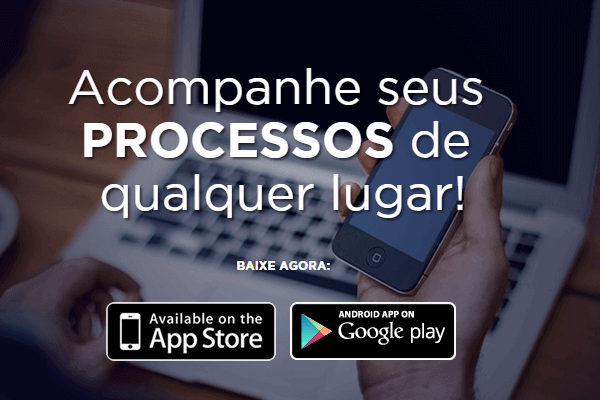 Acompanhe seus
PROCESSOS de
qualquer lugar!
BAIXE AGORA:
Available on the
App Store
ANDROID APP ON
Google play